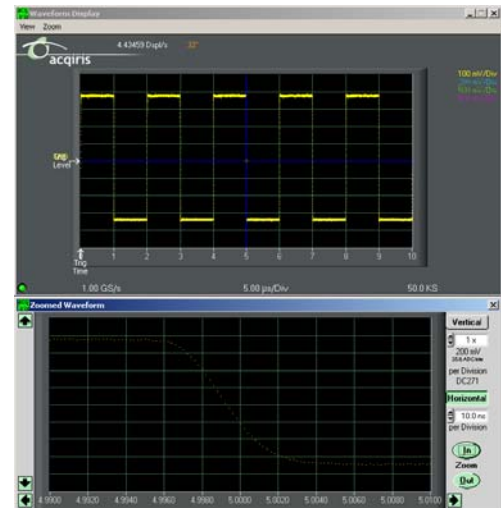 Waveform Display
View Zoom
4.43459 Dspl/s 32°
acqiris
100 mV/Div
Level
1 2 3 4 5 6 7 8 9 10
Trig
Time
1.00 GS/s 5.00 µs/Div 50.0 KS
Zoomed Waveform
Vertical
1 x
200 mV
per Division
DC271
Horizontal
10.0 ns
per Division
In
Zoom
Out
4.9900 4.9920 4.9940 4.9960 4.9980 5.0000 5.0020 5.0040 5.0060 5.0080 5.0100